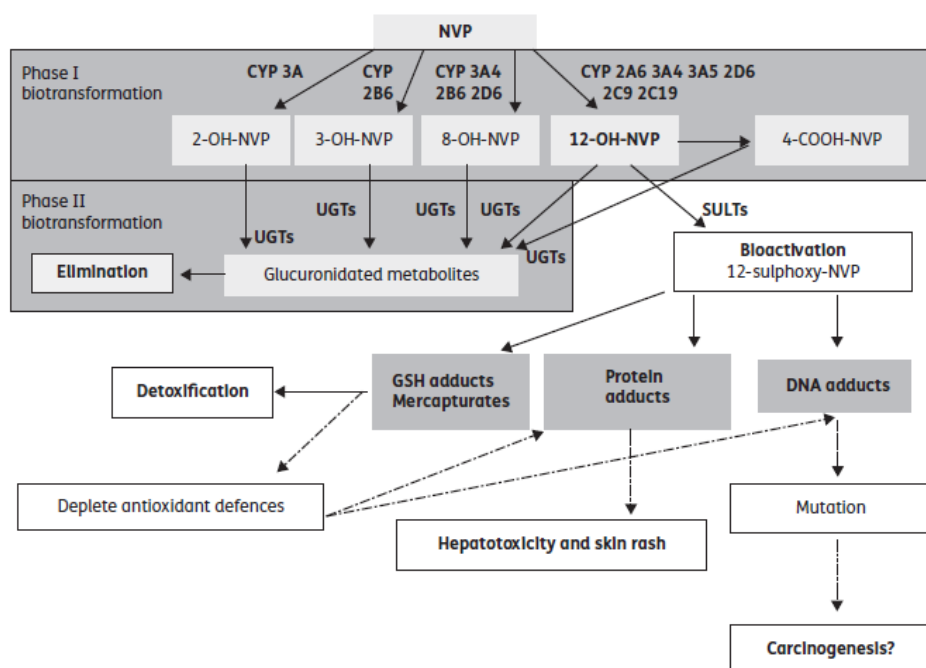 NVP
Phase I
biotransformation
CYP 3A
CYP
2B6
CYP 3A4
2B6 2D6
CYP 2A6 3A4 3A5 2D6
2C9 2C19
2-OH-NVP
3-OH-NVP
8-OH-NVP
12-OH-NVP
4-COOH-NVP
Phase II
biotransformation
UGTs
UGTs
UGTs
UGTs
UGTs
SULTs
Elimination
Glucuronidated metabolites
Bioactivation
12-sulphoxy-NVP
Detoxification
GSH adducts
Mercapturates
Protein
adducts
DNA adducts
Deplete antioxidant defences
Mutation
Hepatotoxicity and skin rash
Carcinogenesis?